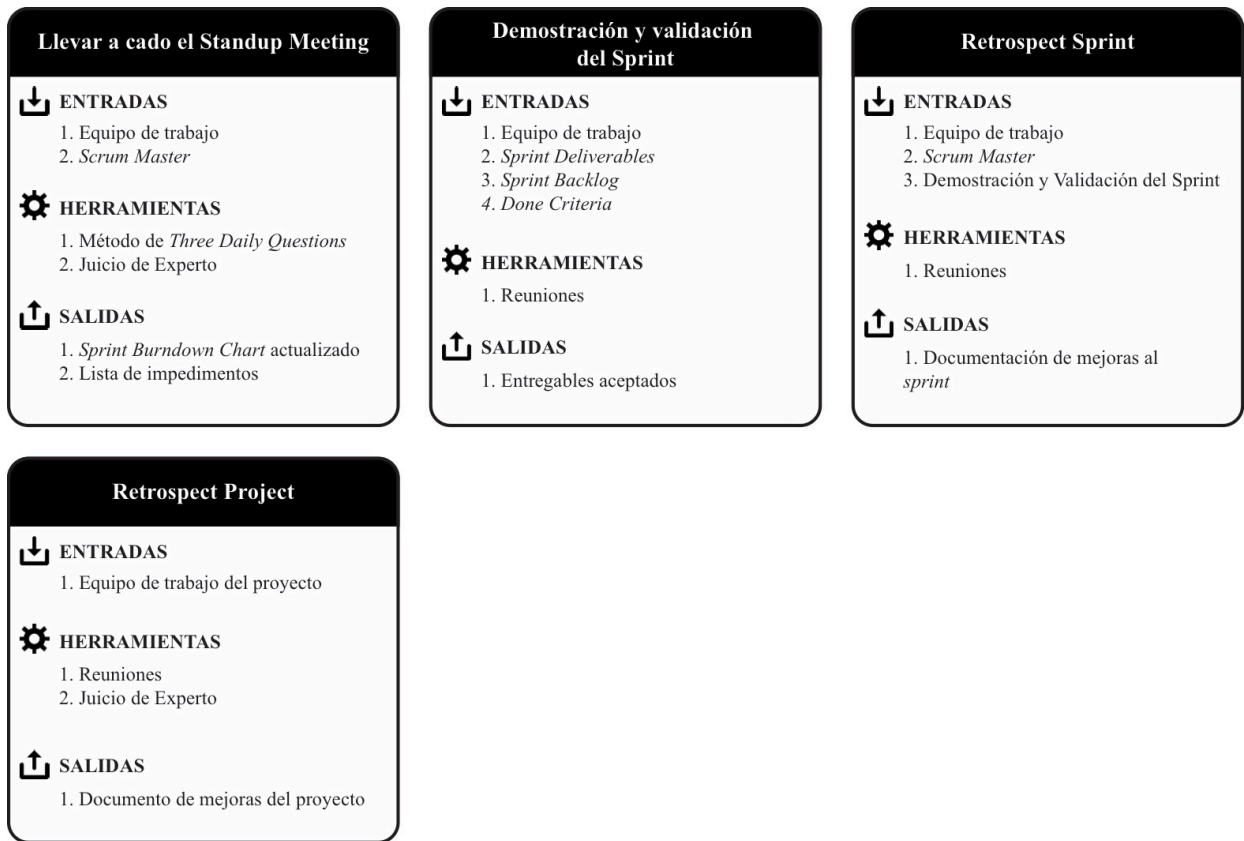 Llevar a cado el Standup Meeting
ENTRADAS
1. Equipo de trabajo
2. Scrum Master
HERRAMIENTAS
1. Método de Three Daily Questions
2. Juicio de Experto
SALIDAS
1. Sprint Burndown Chart actualizado
2. Lista de impedimentos
Demostración y validación
del Sprint
ENTRADAS
1. Equipo de trabajo
2. Sprint Deliverables
3. Sprint Backlog
4. Done Criteria
HERRAMIENTAS
1. Reuniones
SALIDAS
1. Entregables aceptados
Retrospect Sprint
ENTRADAS
1. Equipo de trabajo
2. Scrum Master
3. Demostración y Validación del Sprint
HERRAMIENTAS
1. Reuniones
SALIDAS
1. Documentación de mejoras al
sprint
Retrospect Project
ENTRADAS
1. Equipo de trabajo del proyecto
HERRAMIENTAS
1. Reuniones
2. Juicio de Experto
SALIDAS
1. Documento de mejoras del proyecto